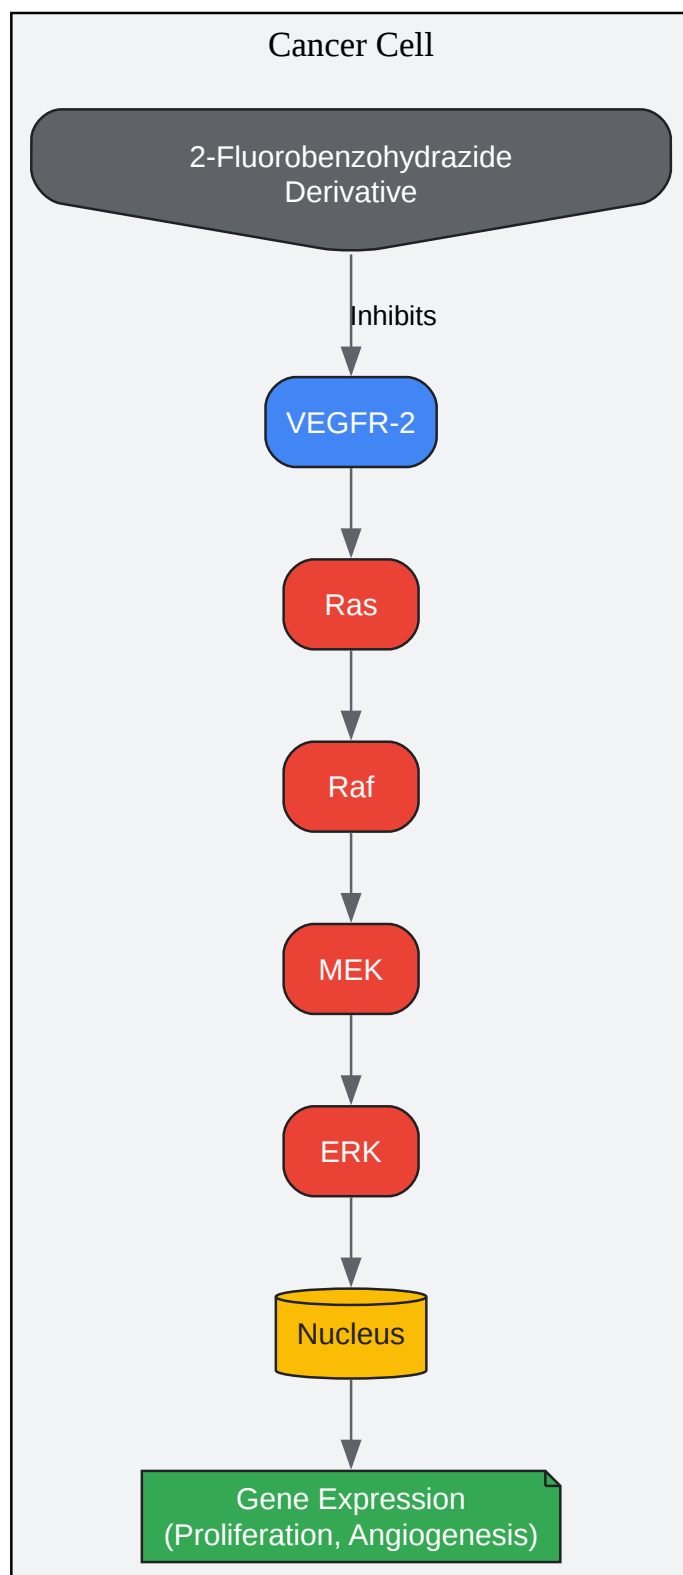 Cancer Cell
2-Fluorobenzohydrazide
Derivative
Inhibits
VEGFR-2
Ras
Raf
MEK
ERK
Nucleus
Gene Expression
(Proliferation, Angiogenesis)